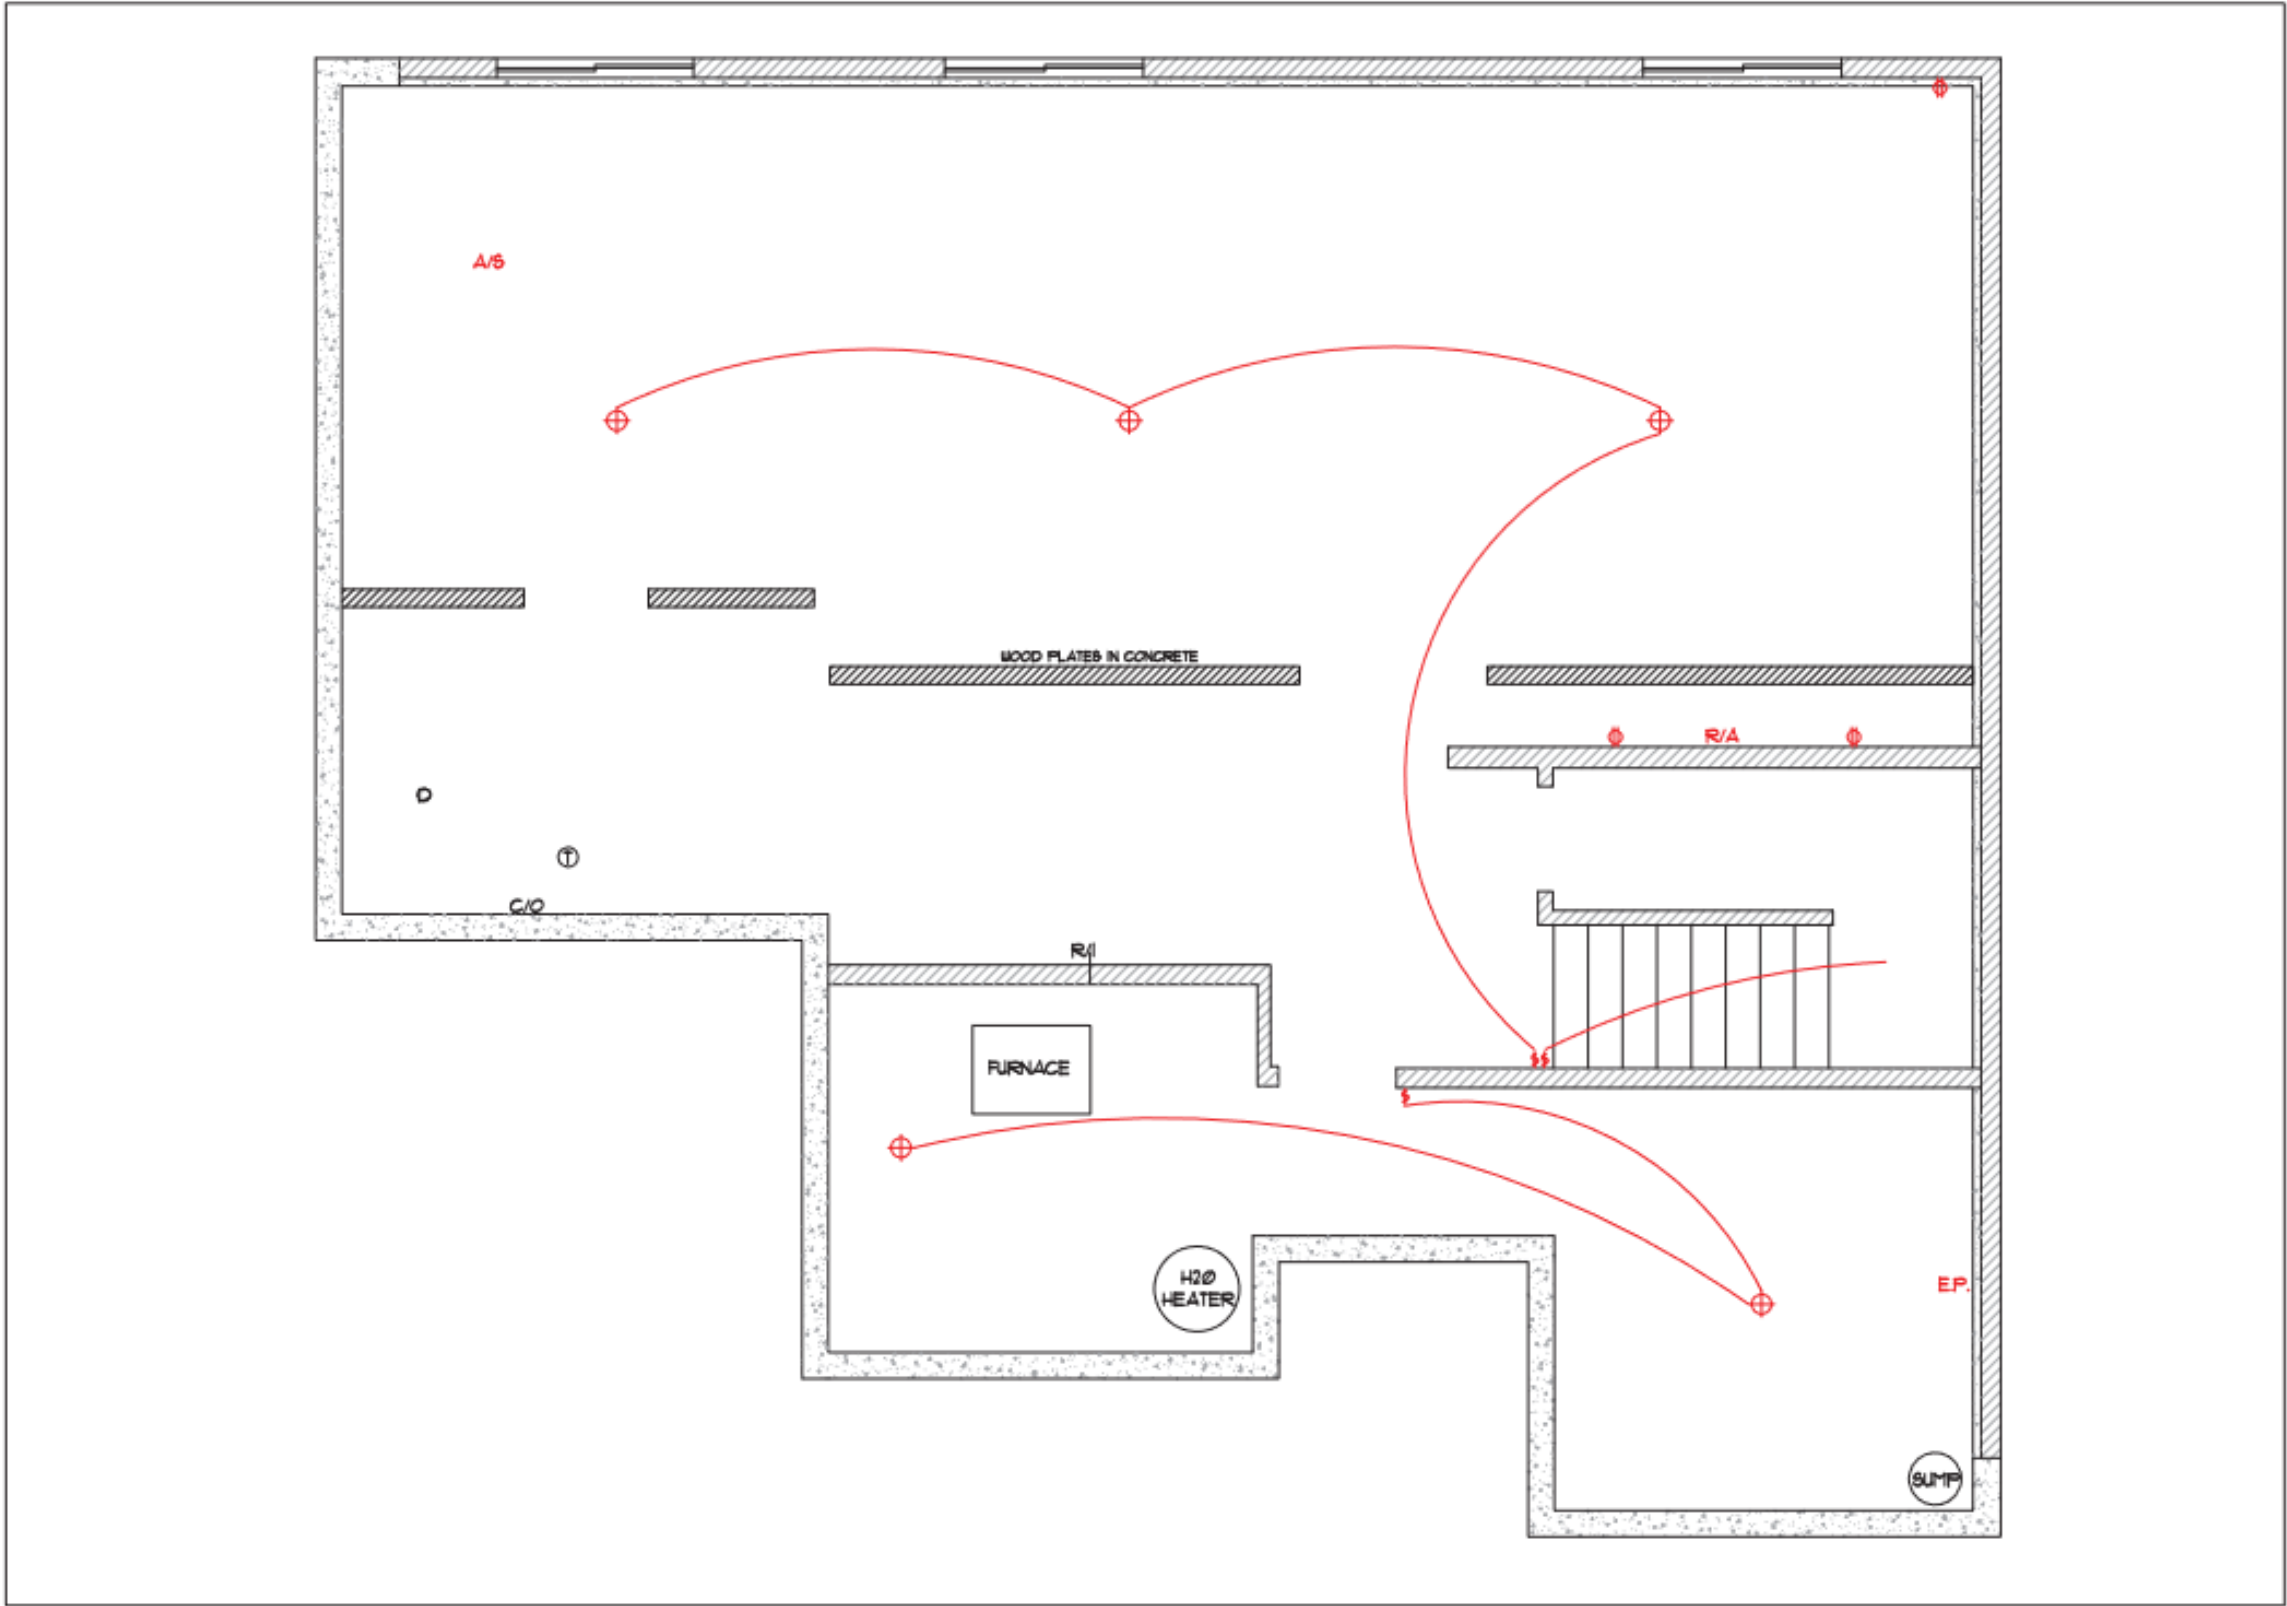 A/S
WOOD PLATES IN CONCRETE
R/A
D
T
C/O
R/I
FURNACE
$$
$
H2Ø
HEATER
E.P.
SUMP